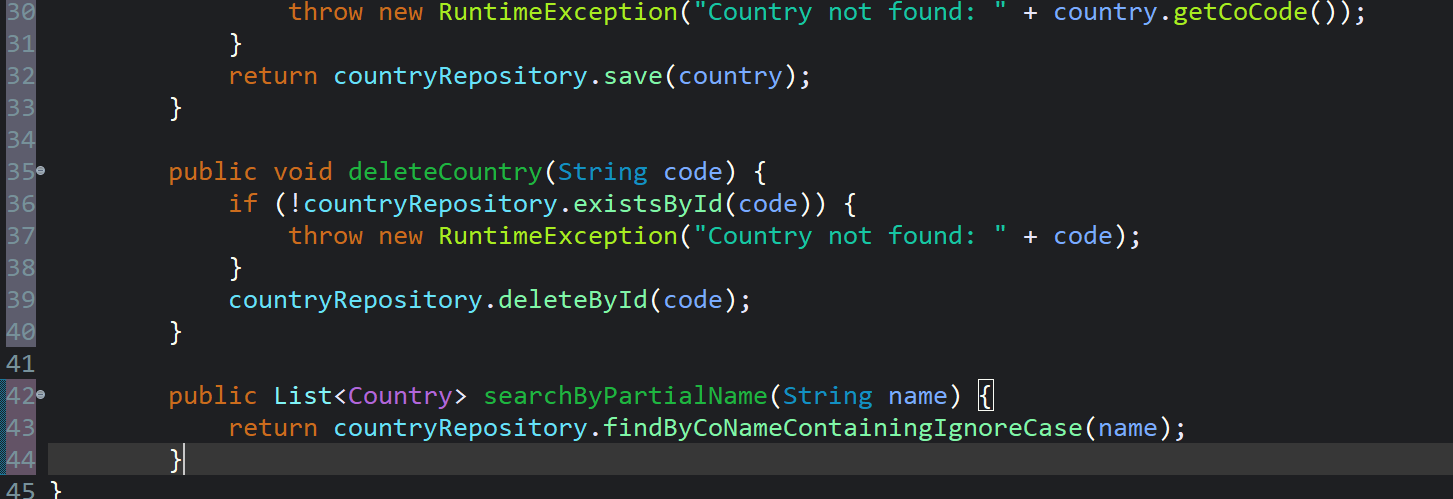 30 throw new RuntimeException("Country not found: " + country.getCoCode());
31 }
32 return countryRepository.save(country);
33 }
34
35 public void deleteCountry(String code) {
36 if (!countryRepository.existsById(code)) {
37 throw new RuntimeException("Country not found: " + code);
38 }
39 countryRepository.deleteById(code);
40 }
41
42 public List<Country> searchByPartialName(String name) {
43 return countryRepository.findByCoNameContainingIgnoreCase(name);
44 }
45 }